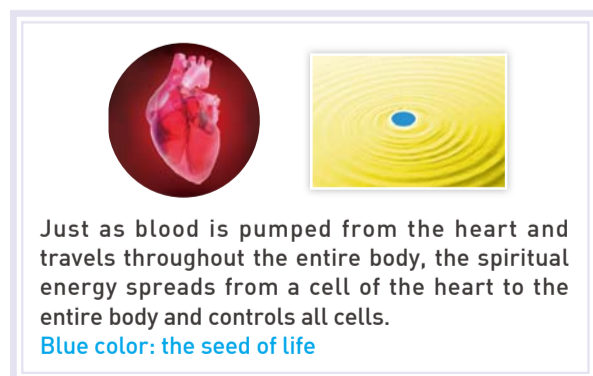 Just as blood is pumped from the heart and
travels throughout the entire body, the spiritual
energy spreads from a cell of the heart to the
entire body and controls all cells.
Blue color: the seed of life